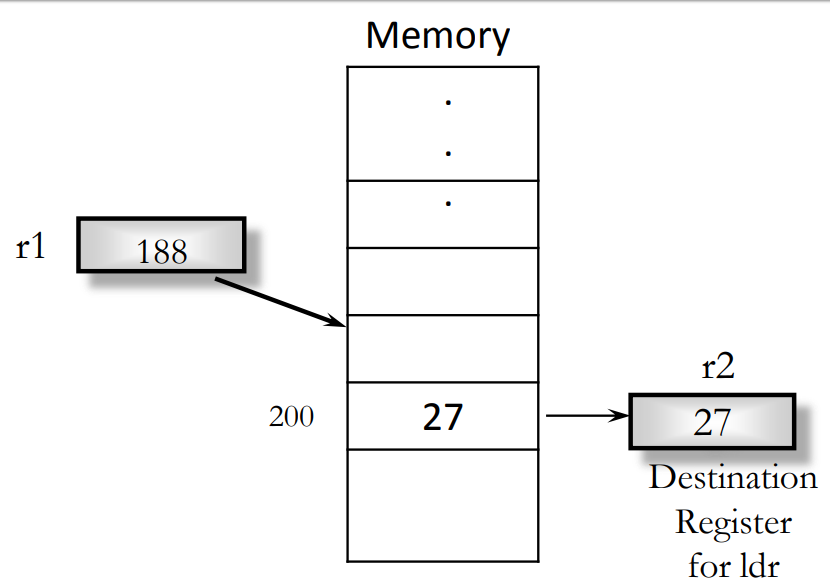 Memory
.
.
.
r1
188
r2
200
27
27
Destination
Register
for ldr